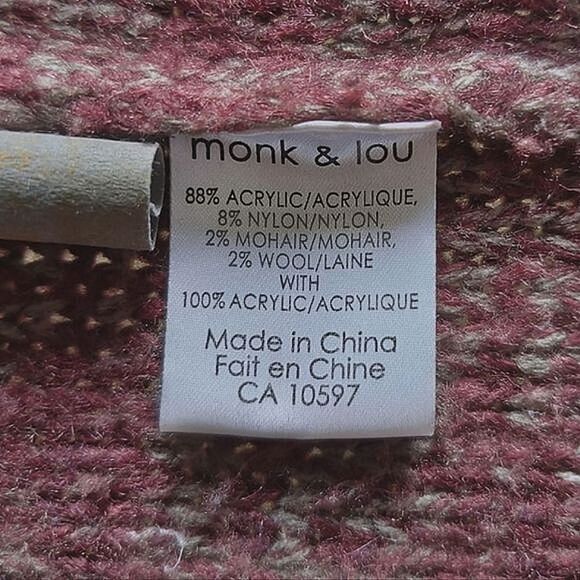 monk & lou
88% ACRYLIC/ACRYLIQUE,
8% NYLON/NYLON,
2% MOHAIR/MOHAIR,
2% WOOL/LAINE
WITH
100% ACRYLIC/ACRYLIQUE
Made in China
Fait en Chine
CA 10597